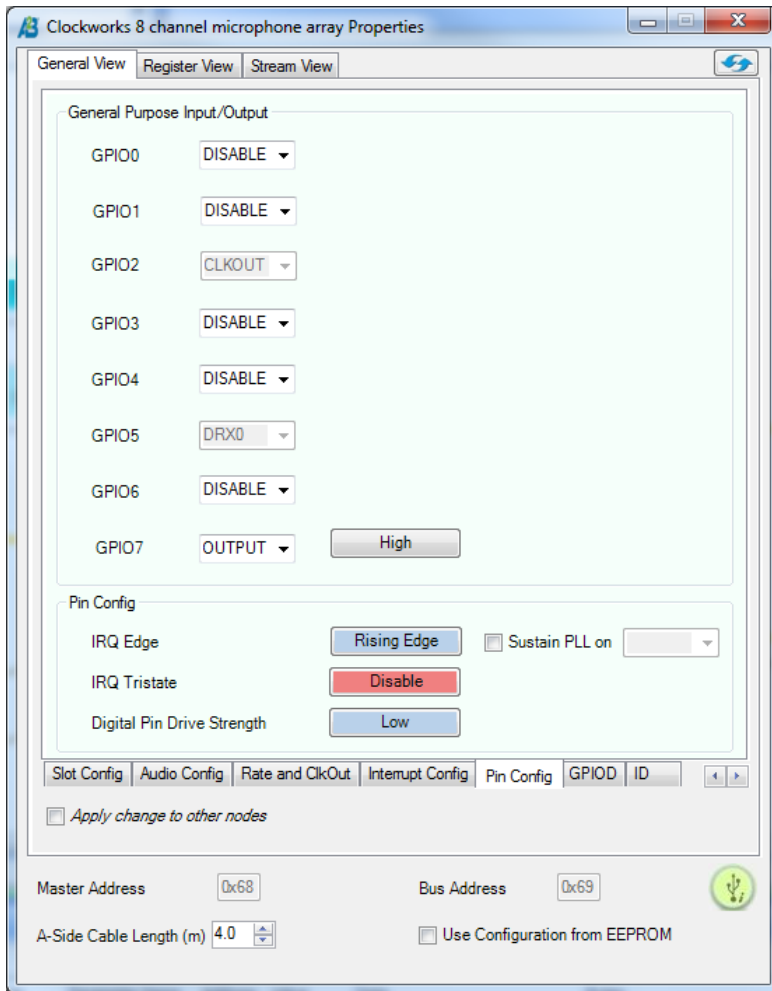 Clockworks 8 channel microphone array Properties
General View Register View Stream View
General Purpose Input/Output
GPIO0 DISABLE
GPIO1 DISABLE
GPIO2 CLKOUT
GPIO3 DISABLE
GPIO4 DISABLE
GPIO5 DRX0
GPIO6 DISABLE
GPIO7 OUTPUT High
Pin Config
IRQ Edge Rising Edge Sustain PLL on
IRQ Tristate Disable
Digital Pin Drive Strength Low
Slot Config Audio Config Rate and ClkOut Interrupt Config Pin Config GPIOD ID
Apply change to other nodes
Master Address 0x68 Bus Address 0x69
A-Side Cable Length (m) 4.0 Use Configuration from EEPROM